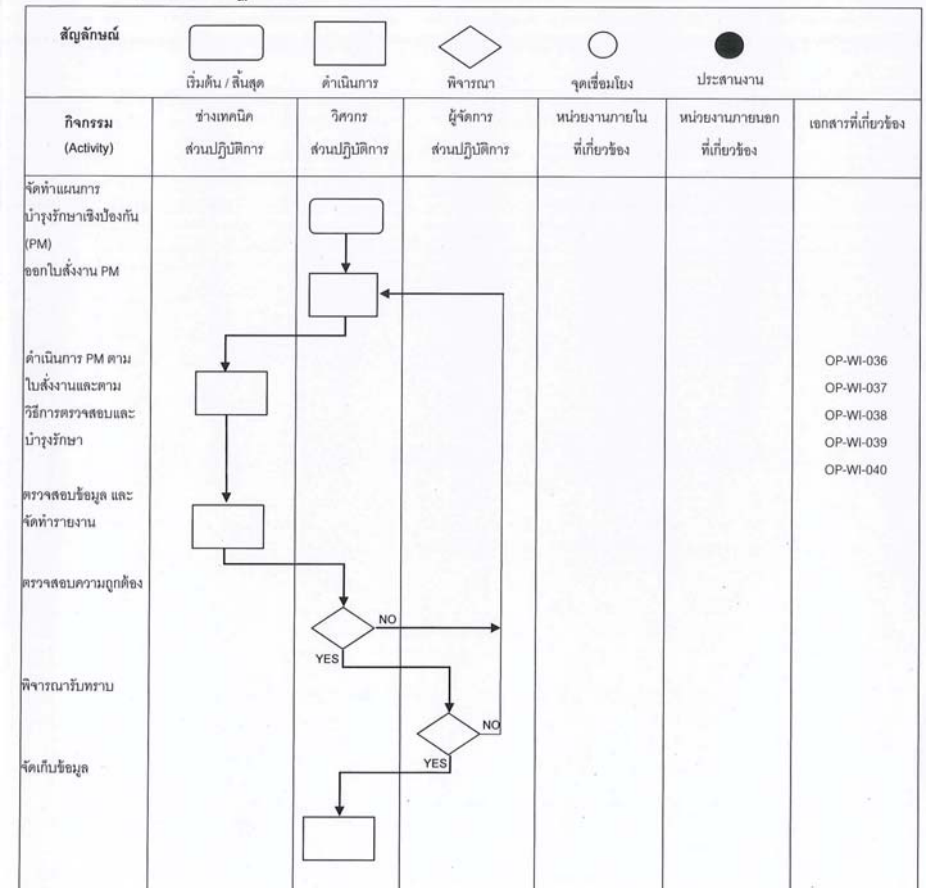 สัญลักษณ์
เริ่มต้น / สิ้นสุด
ดำเนินการ
พิจารณา
จุดเชื่อมโยง
ประสานงาน
กิจกรรม
(Activity)
ช่างเทคนิค
ส่วนปฏิบัติการ
วิศวกร
ส่วนปฏิบัติการ
ผู้จัดการ
ส่วนปฏิบัติการ
หน่วยงานภายใน
ที่เกี่ยวข้อง
หน่วยงานภายนอก
ที่เกี่ยวข้อง
เอกสารที่เกี่ยวข้อง
จัดทำแผนการ
บำรุงรักษาเชิงป้องกัน
(PM)
ออกใบสั่งงาน PM
ดำเนินการ PM ตาม
ใบสั่งงานและตาม
วิธีการตรวจสอบและ
บำรุงรักษา
OP-WI-036
OP-WI-037
OP-WI-038
OP-WI-039
OP-WI-040
ตรวจสอบข้อมูล และ
จัดทำรายงาน
ตรวจสอบความถูกต้อง
NO
YES
พิจารณารับทราบ
NO
YES
จัดเก็บข้อมูล